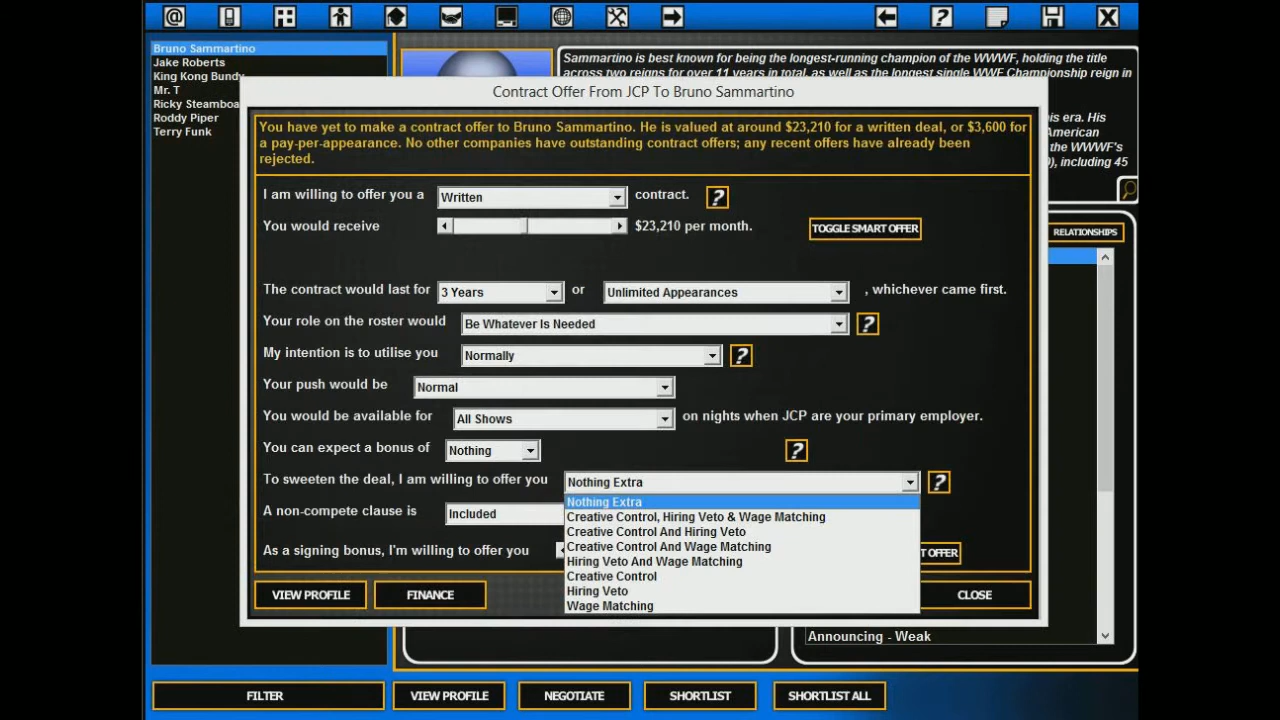 Bruno Sammartino
Jake Roberts
King Kong Bundy
Mr. T
Ricky Steamboa
Roddy Piper
Terry Funk
Sammartino is best known for being the longest-running champion of the WWWF, holding the title
across two reigns for over 11 years in total, as well as the longest single WWF Championship reign in
his era. His
American
the WWWF's
), including 45
RELATIONSHIPS
Contract Offer From JCP To Bruno Sammartino
You have yet to make a contract offer to Bruno Sammartino. He is valued at around $23,210 for a written deal, or $3,600 for
a pay-per-appearance. No other companies have outstanding contract offers; any recent offers have already been
rejected.
I am willing to offer you a Written contract. ?
You would receive $23,210 per month. TOGGLE SMART OFFER
The contract would last for 3 Years or Unlimited Appearances , whichever came first.
Your role on the roster would Be Whatever Is Needed ?
My intention is to utilise you Normally ?
Your push would be Normal
You would be available for All Shows on nights when JCP are your primary employer.
You can expect a bonus of Nothing ?
To sweeten the deal, I am willing to offer you Nothing Extra ?
Nothing Extra
Creative Control, Hiring Veto & Wage Matching
Creative Control And Hiring Veto
Creative Control And Wage Matching
Hiring Veto And Wage Matching
Creative Control
Hiring Veto
Wage Matching
A non-compete clause is Included
As a signing bonus, I'm willing to offer you T OFFER
VIEW PROFILE FINANCE CLOSE
Announcing - Weak
FILTER VIEW PROFILE NEGOTIATE SHORTLIST SHORTLIST ALL